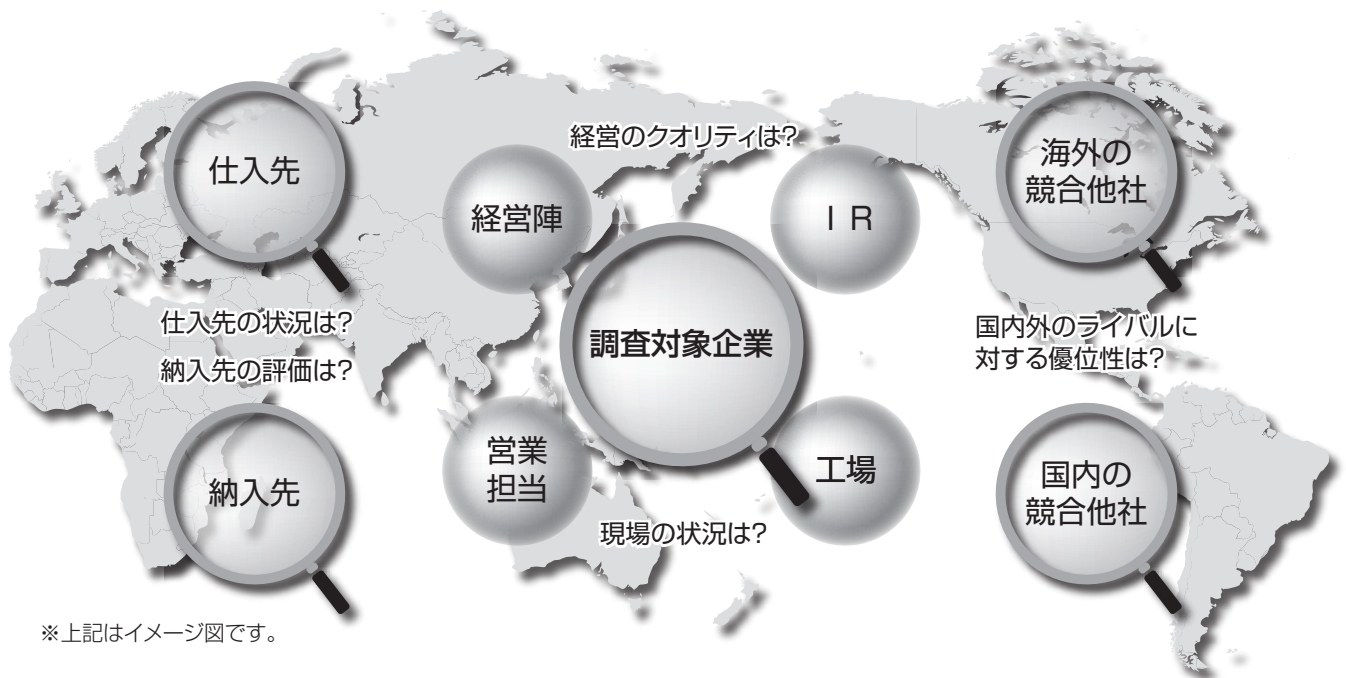 経営のクオリティは?
仕入先
経営陣
I R
海外の
競合他社
調査対象企業
仕入先の状況は?
納入先の評価は?
国内外のライバルに
対する優位性は?
納入先
営業
担当
工場
国内の
競合他社
現場の状況は?
※上記はイメージ図です。